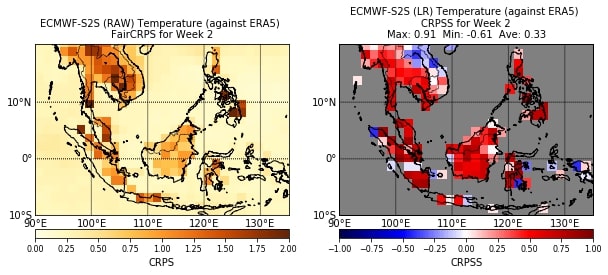 ECMWF-S2S (RAW) Temperature (against ERA5)
FairCRPS for Week 2
10°N
0°
10°S
90°E 100°E 110°E 120°E 130°E
0.00 0.25 0.50 0.75 1.00 1.25 1.50 1.75 2.00
CRPS
ECMWF-S2S (LR) Temperature (against ERA5)
CRPSS for Week 2
Max: 0.91 Min: -0.61 Ave: 0.33
10°N
0°
10°S
90°E 100°E 110°E 120°E 130°E
−1.00 −0.75 −0.50 −0.25 0.00 0.25 0.50 0.75 1.00
CRPSS